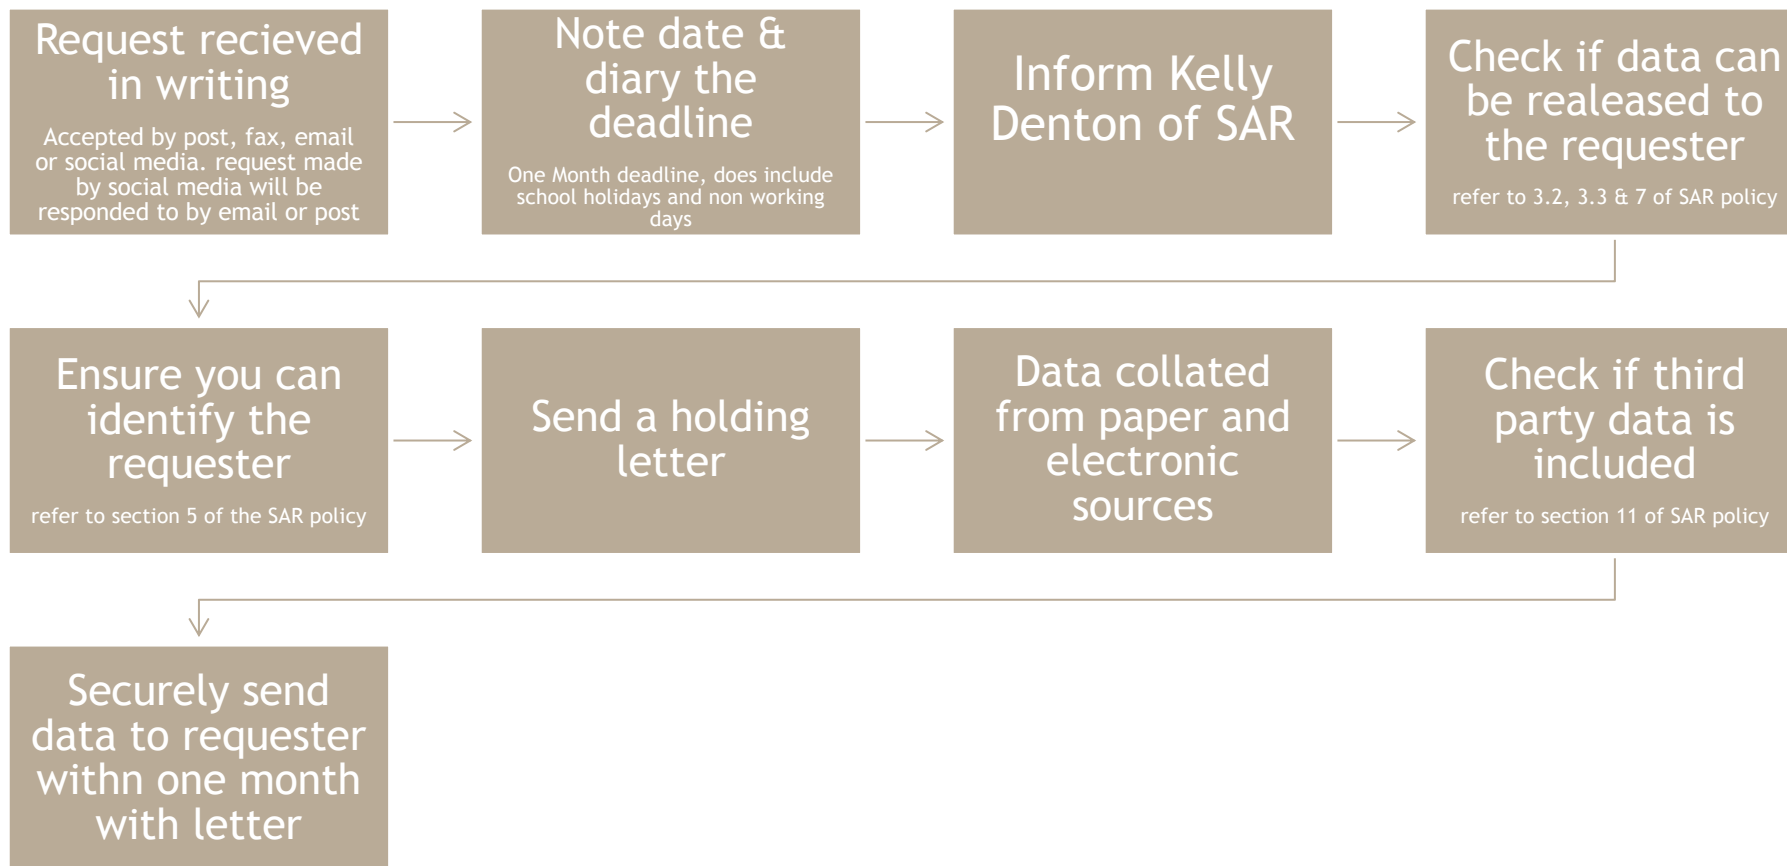 Request recieved
in writing
Accepted by post, fax, email
or social media. request made
by social media will be
responded to by email or post
Note date &
diary the
deadline
One Month deadline, does include
school holidays and non working
days
Inform Kelly
Denton of SAR
Check if data can
be realeased to
the requester
refer to 3.2, 3.3 & 7 of SAR policy
Ensure you can
identify the
requester
refer to section 5 of the SAR policy
Send a holding
letter
Data collated
from paper and
electronic
sources
Check if third
party data is
included
refer to section 11 of SAR policy
Securely send
data to requester
withn one month
with letter